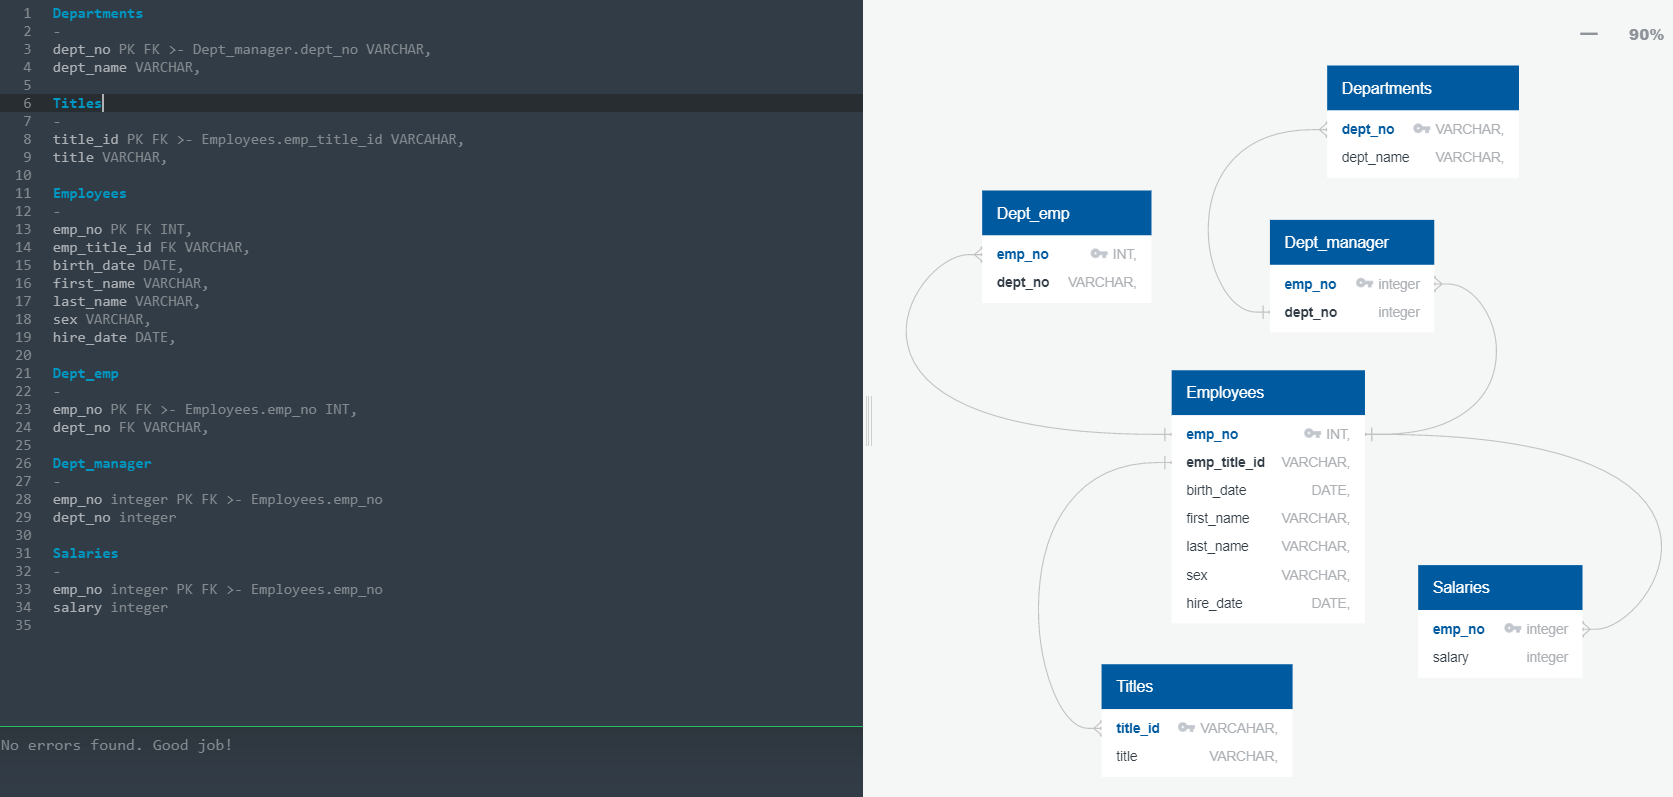 1 Departments
2 -
3 dept_no PK FK >- Dept_manager.dept_no VARCHAR,
4 dept_name VARCHAR,
5
6 Titles
7 -
8 title_id PK FK >- Employees.emp_title_id VARCAHAR,
9 title VARCHAR,
10
11 Employees
12 -
13 emp_no PK FK INT,
14 emp_title_id FK VARCHAR,
15 birth_date DATE,
16 first_name VARCHAR,
17 last_name VARCHAR,
18 sex VARCHAR,
19 hire_date DATE,
20
21 Dept_emp
22 -
23 emp_no PK FK >- Employees.emp_no INT,
24 dept_no FK VARCHAR,
25
26 Dept_manager
27 -
28 emp_no integer PK FK >- Employees.emp_no
29 dept_no integer
30
31 Salaries
32 -
33 emp_no integer PK FK >- Employees.emp_no
34 salary integer
35
No errors found. Good job!
90%
Departments
dept_no VARCHAR,
dept_name VARCHAR,
Dept_emp
emp_no INT,
dept_no VARCHAR,
Dept_manager
emp_no integer
dept_no integer
Employees
emp_no INT,
emp_title_id VARCHAR,
birth_date DATE,
first_name VARCHAR,
last_name VARCHAR,
sex VARCHAR,
hire_date DATE,
Salaries
emp_no integer
salary integer
Titles
title_id VARCAHAR,
title VARCHAR,